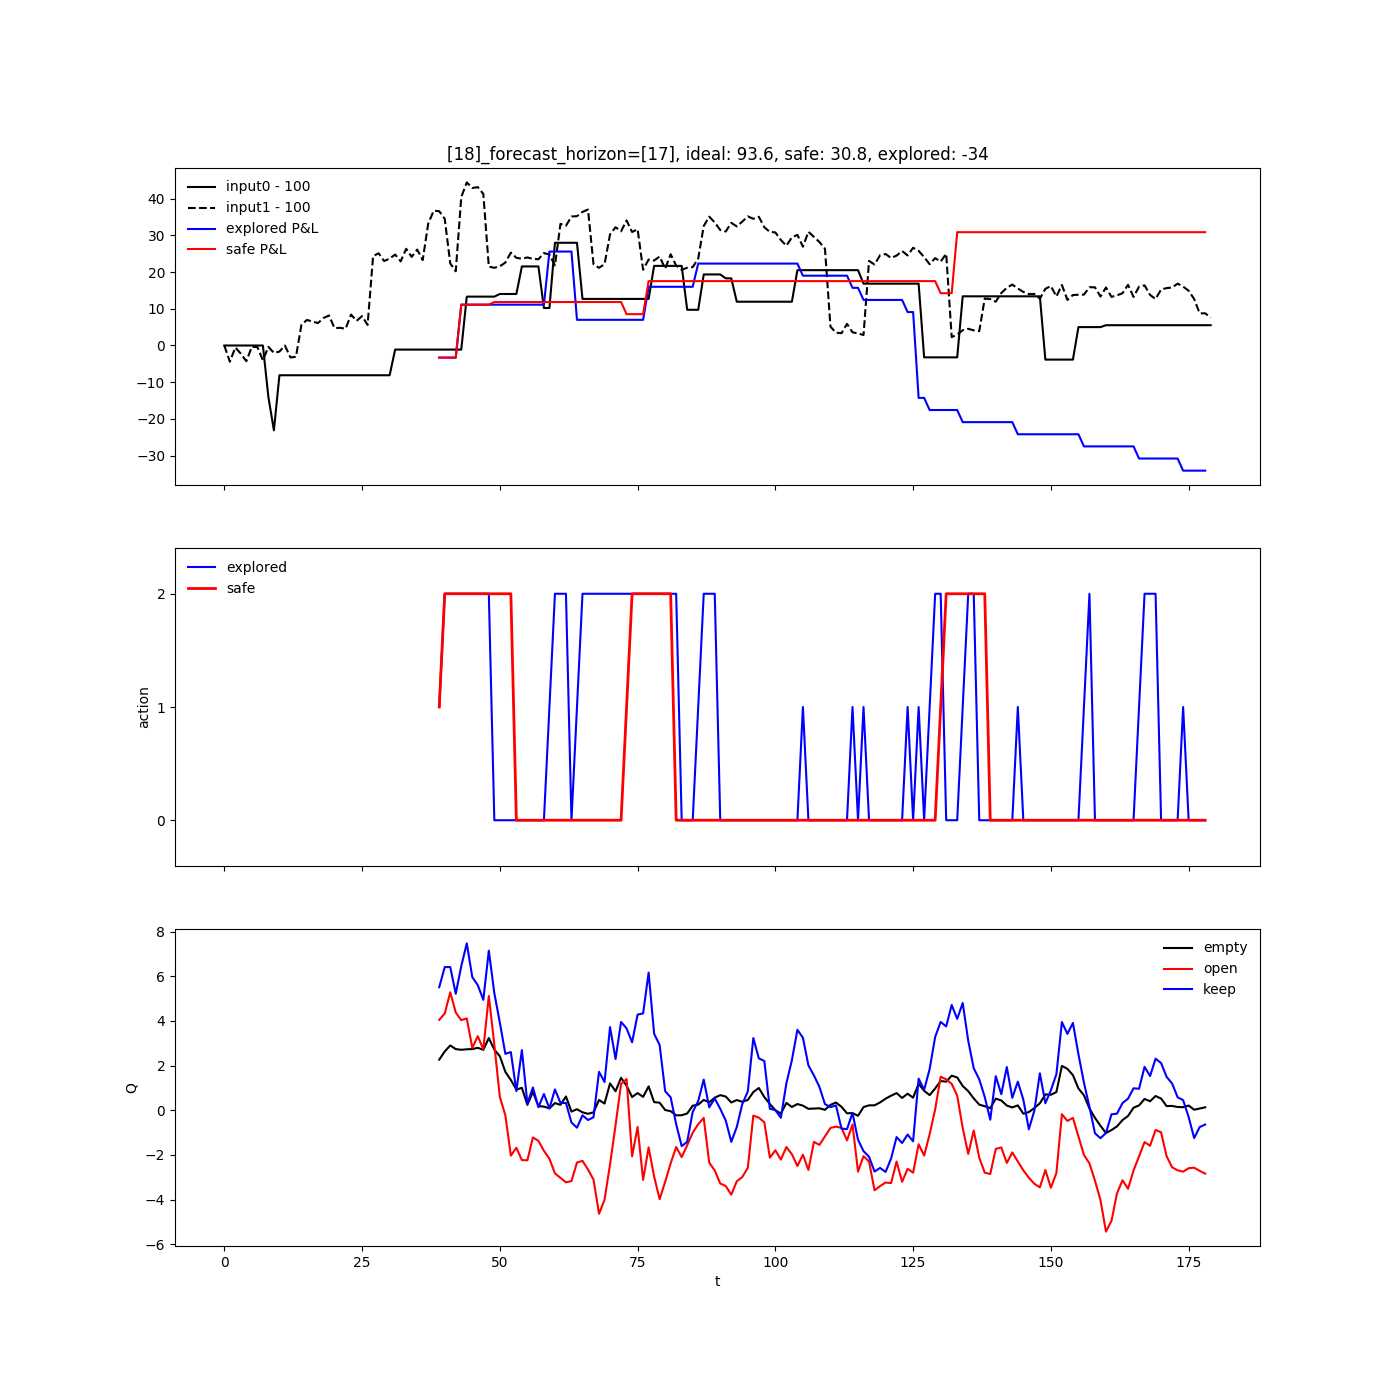 [18]_forecast_horizon=[17], ideal: 93.6, safe: 30.8, explored: -34
input0 - 100
input1 - 100
explored P&L
safe P&L
40
30
20
10
0
−10
−20
−30
explored
safe
2
1
0
action
empty
open
keep
8
6
4
2
0
−2
−4
−6
Q
0 25 50 75 100 125 150 175
t